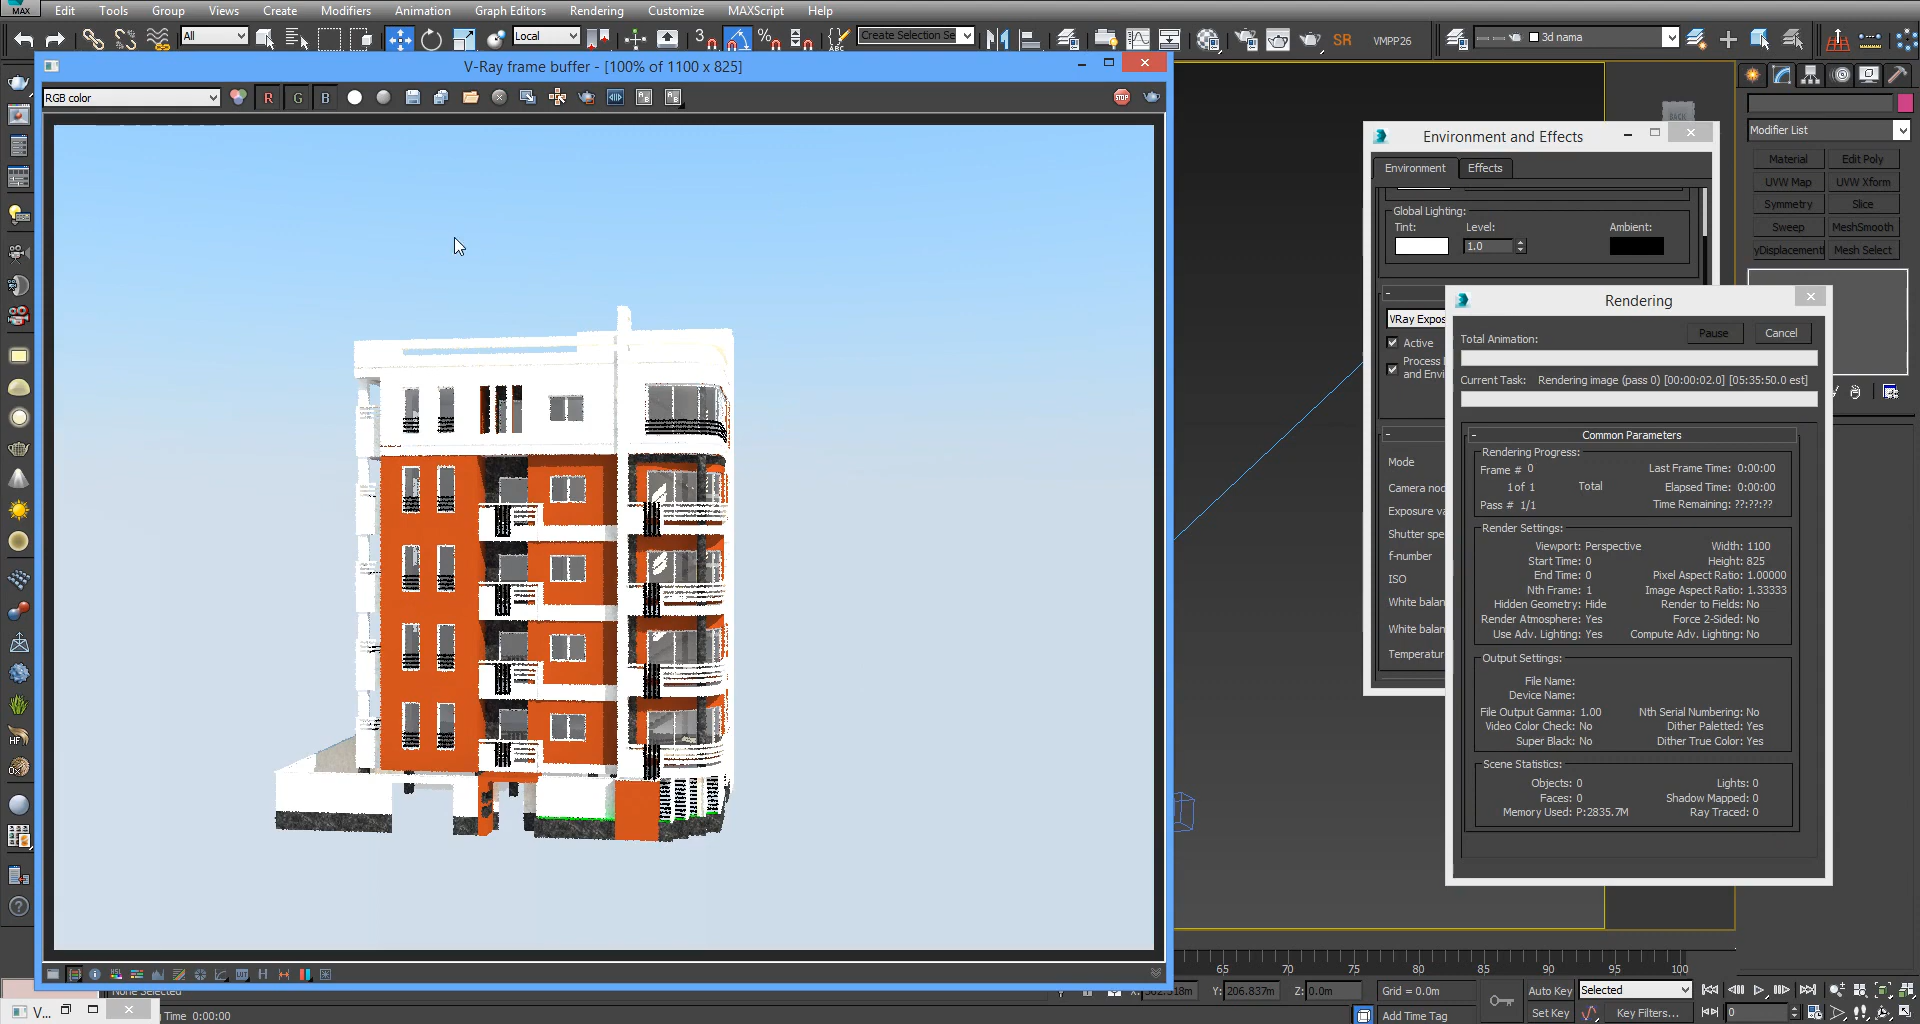 MAX Edit Tools Group Views Create Modifiers Animation Graph Editors Rendering Customize MAXScript Help
All Local 3 % Create Selection Se SR VMPP26 3d nama
V-Ray frame buffer - [100% of 1100 x 825]
RGB color R G B STOP
BACK
Modifier List
Material Edit Poly
UVW Map UVW Xform
Symmetry Slice
Sweep MeshSmooth
yDisplacement Mesh Select
Environment and Effects
Environment Effects
Global Lighting:
Tint: Level: Ambient:
1.0
VRay Expos
Active
Process
and Envi
Mode
Camera nod
Exposure va
Shutter spe
f-number
ISO
White balan
White balan
Temperatur
Rendering
Pause Cancel
Total Animation:
Current Task: Rendering image (pass 0) [00:00:02.0] [05:35:50.0 est]
Common Parameters
Rendering Progress:
Frame # 0 Last Frame Time: 0:00:00
1 of 1 Total Elapsed Time: 0:00:00
Pass # 1/1 Time Remaining: ??:??:??
Render Settings:
Viewport: Perspective Width: 1100
Start Time: 0 Height: 825
End Time: 0 Pixel Aspect Ratio: 1.00000
Nth Frame: 1 Image Aspect Ratio: 1.33333
Hidden Geometry: Hide Render to Fields: No
Render Atmosphere: Yes Force 2-Sided: No
Use Adv. Lighting: Yes Compute Adv. Lighting: No
Output Settings:
File Name:
Device Name:
File Output Gamma: 1.00 Nth Serial Numbering: No
Video Color Check: No Dither Paletted: Yes
Super Black: No Dither True Color: Yes
Scene Statistics:
Objects: 0 Lights: 0
Faces: 0 Shadow Mapped: 0
Memory Used: P:2835.7M Ray Traced: 0
HF
65 70 75 80 85 90 95 100
None Selected X: Y: 206.837m Z: 0.0m Grid = 0.0m Auto Key Selected
V... Time 0:00:00 Add Time Tag Set Key Key Filters... 0